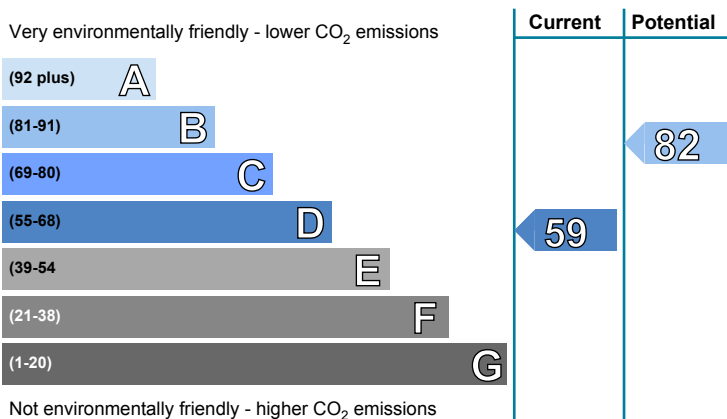 Current Potential
Very environmentally friendly - lower CO₂ emissions
(92 plus) A
(81-91) B
82
(69-80) C
(55-68) D
59
(39-54 E
(21-38) F
(1-20) G
Not environmentally friendly - higher CO₂ emissions